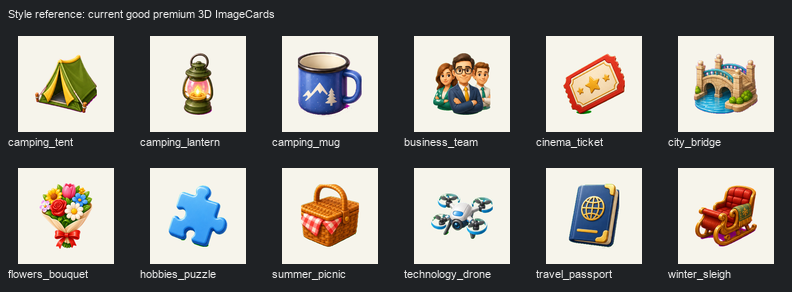 Style reference: current good premium 3D ImageCards
camping_tent
camping_lantern
camping_mug
business_team
cinema_ticket
city_bridge
flowers_bouquet
hobbies_puzzle
summer_picnic
technology_drone
travel_passport
winter_sleigh